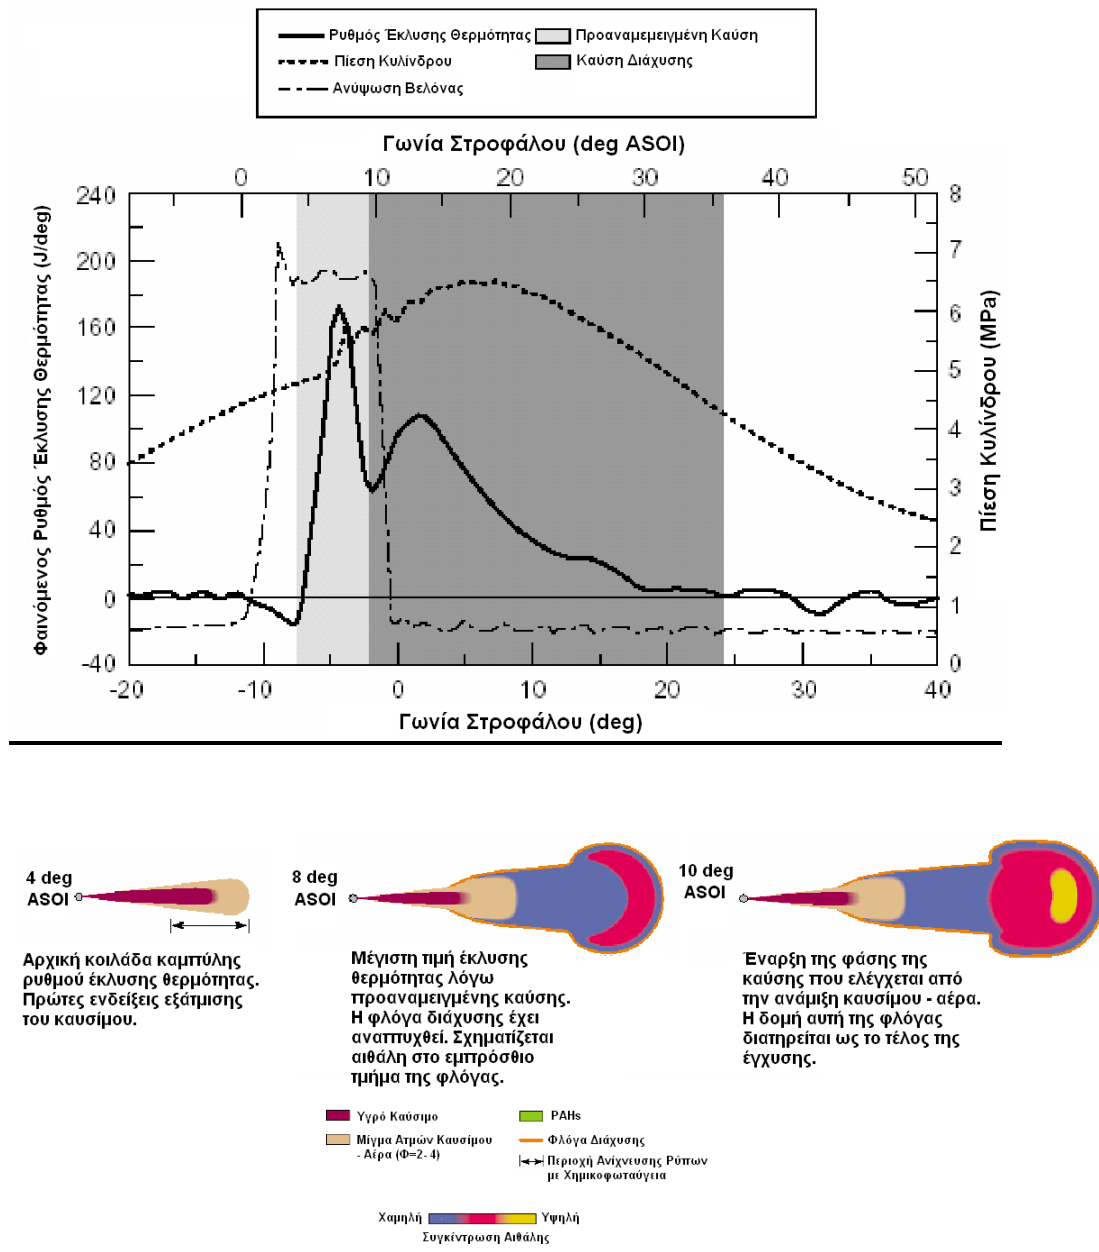 Ρυθμός Έκλυσης Θερμότητας
Προαναμεμειγμένη Καύση
Πίεση Κυλίνδρου
Καύση Διάχυσης
Ανύψωση Βελόνας
Γωνία Στροφάλου (deg ASOI)
0 10 20 30 40 50
240
200
160
120
80
40
0
-40
Φαινόμενος Ρυθμός Έκλυσης Θερμότητας (J/deg)
8
7
6
5
4
3
2
1
0
Πίεση Κυλίνδρου (MPa)
-20 -10 0 10 20 30 40
Γωνία Στροφάλου (deg)
4 deg
ASOI
Αρχική κοιλάδα καμπύλης
ρυθμού έκλυσης θερμότητας.
Πρώτες ενδείξεις εξάτμισης
του καυσίμου.
8 deg
ASOI
Μέγιστη τιμή έκλυσης
θερμότητας λόγω
προαναμειγμένης καύσης.
Η φλόγα διάχυσης έχει
αναπτυχθεί. Σχηματίζεται
αιθάλη στο εμπρόσθιο
τμήμα της φλόγας.
10 deg
ASOI
Έναρξη της φάσης της
καύσης που ελέγχεται από
την ανάμιξη καυσίμου - αέρα.
Η δομή αυτή της φλόγας
διατηρείται ως το τέλος της
έγχυσης.
Υγρό Καύσιμο
PAHs
Μίγμα Ατμών Καυσίμου
- Αέρα (Φ=2- 4)
Φλόγα Διάχυσης
Περιοχή Ανίχνευσης Ρύπων
με Χημικοφωταύγεια
Χαμηλή
Υψηλή
Συγκέντρωση Αιθάλης